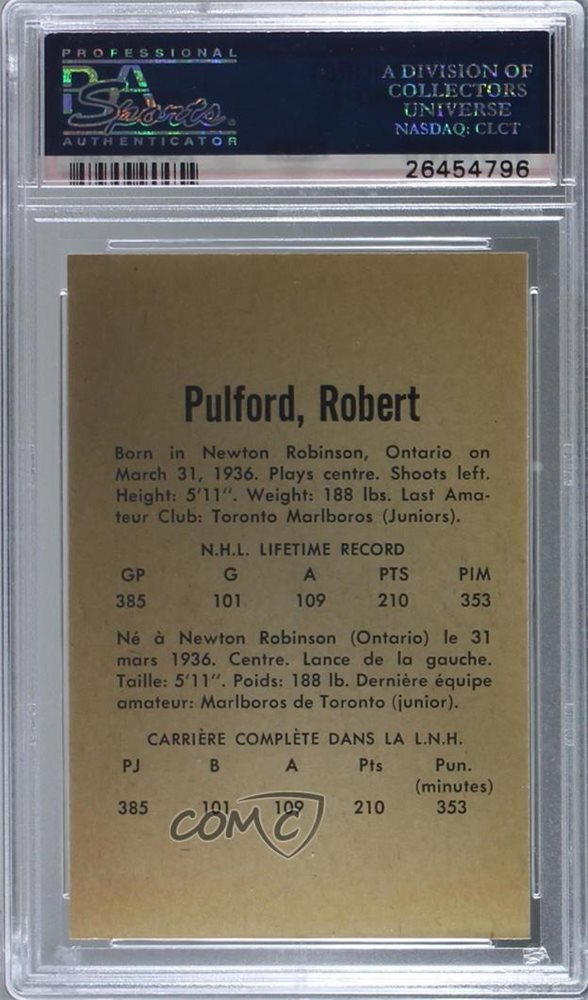 PROFESSIONAL
PSA
Sports
AUTHENTICATOR
A DIVISION OF
COLLECTORS
UNIVERSE
NASDAQ: CLCT
26454796
Pulford, Robert
Born in Newton Robinson, Ontario on
March 31, 1936. Plays centre. Shoots left.
Height: 5'11". Weight: 188 lbs. Last Ama-
teur Club: Toronto Marlboros (Juniors).
N.H.L. LIFETIME RECORD
GP G A PTS PIM
385 101 109 210 353
Né à Newton Robinson (Ontario) le 31
mars 1936. Centre. Lance de la gauche.
Taille: 5'11". Poids: 188 lb. Dernière équipe
amateur: Marlboros de Toronto (junior).
CARRIÈRE COMPLÈTE DANS LA L.N.H.
PJ B A Pts Pun.
(minutes)
385 101 109 210 353
COMC